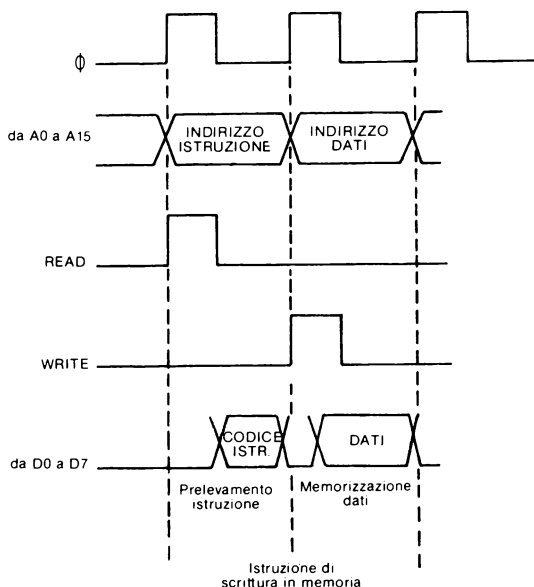 Φ
da A0 a A15
INDIRIZZO
ISTRUZIONE
INDIRIZZO
DATI
READ
WRITE
da D0 a D7
CODICE
ISTR.
DATI
Prelevamento
istruzione
Memorizzazione
dati
Istruzione di
scrittura in memoria